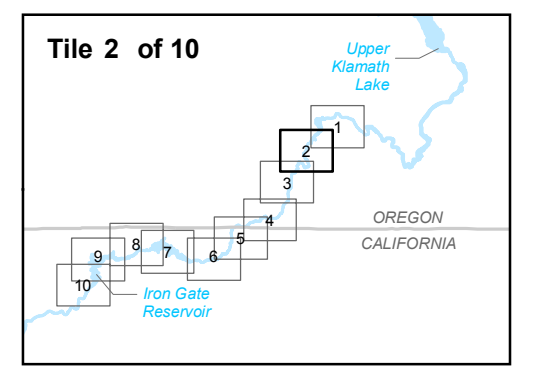 Tile 2 of 10
Upper
Klamath
Lake
1
2
3
4
OREGON
5
CALIFORNIA
8
7
6
9
10
Iron Gate
Reservoir